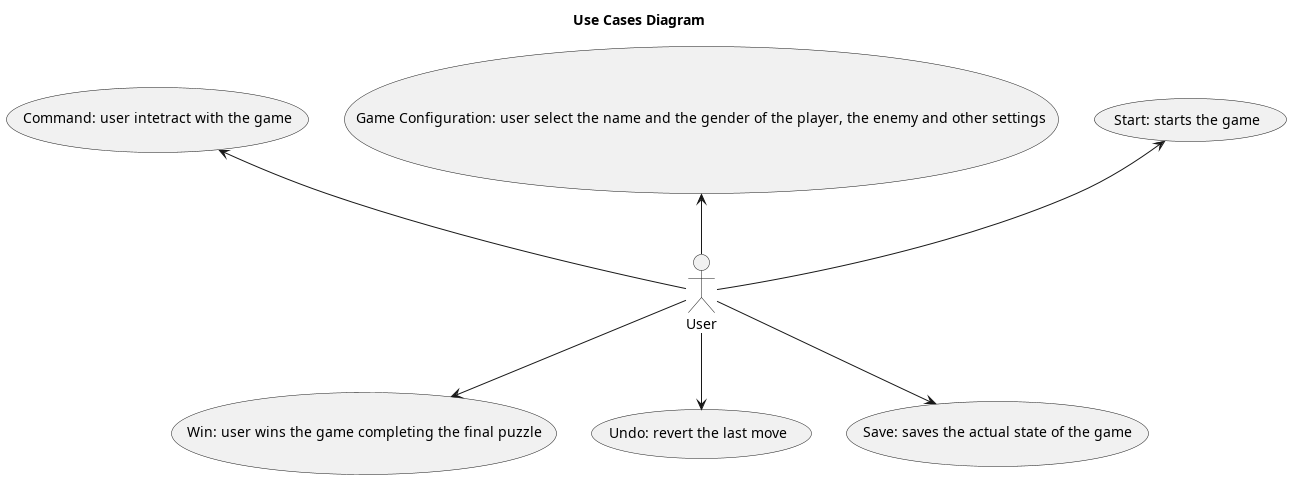 Use Cases Diagram
Command: user intetract with the game
Game Configuration: user select the name and the gender of the player, the enemy and other settings
Start: starts the game
User
Win: user wins the game completing the final puzzle
Undo: revert the last move
Save: saves the actual state of the game